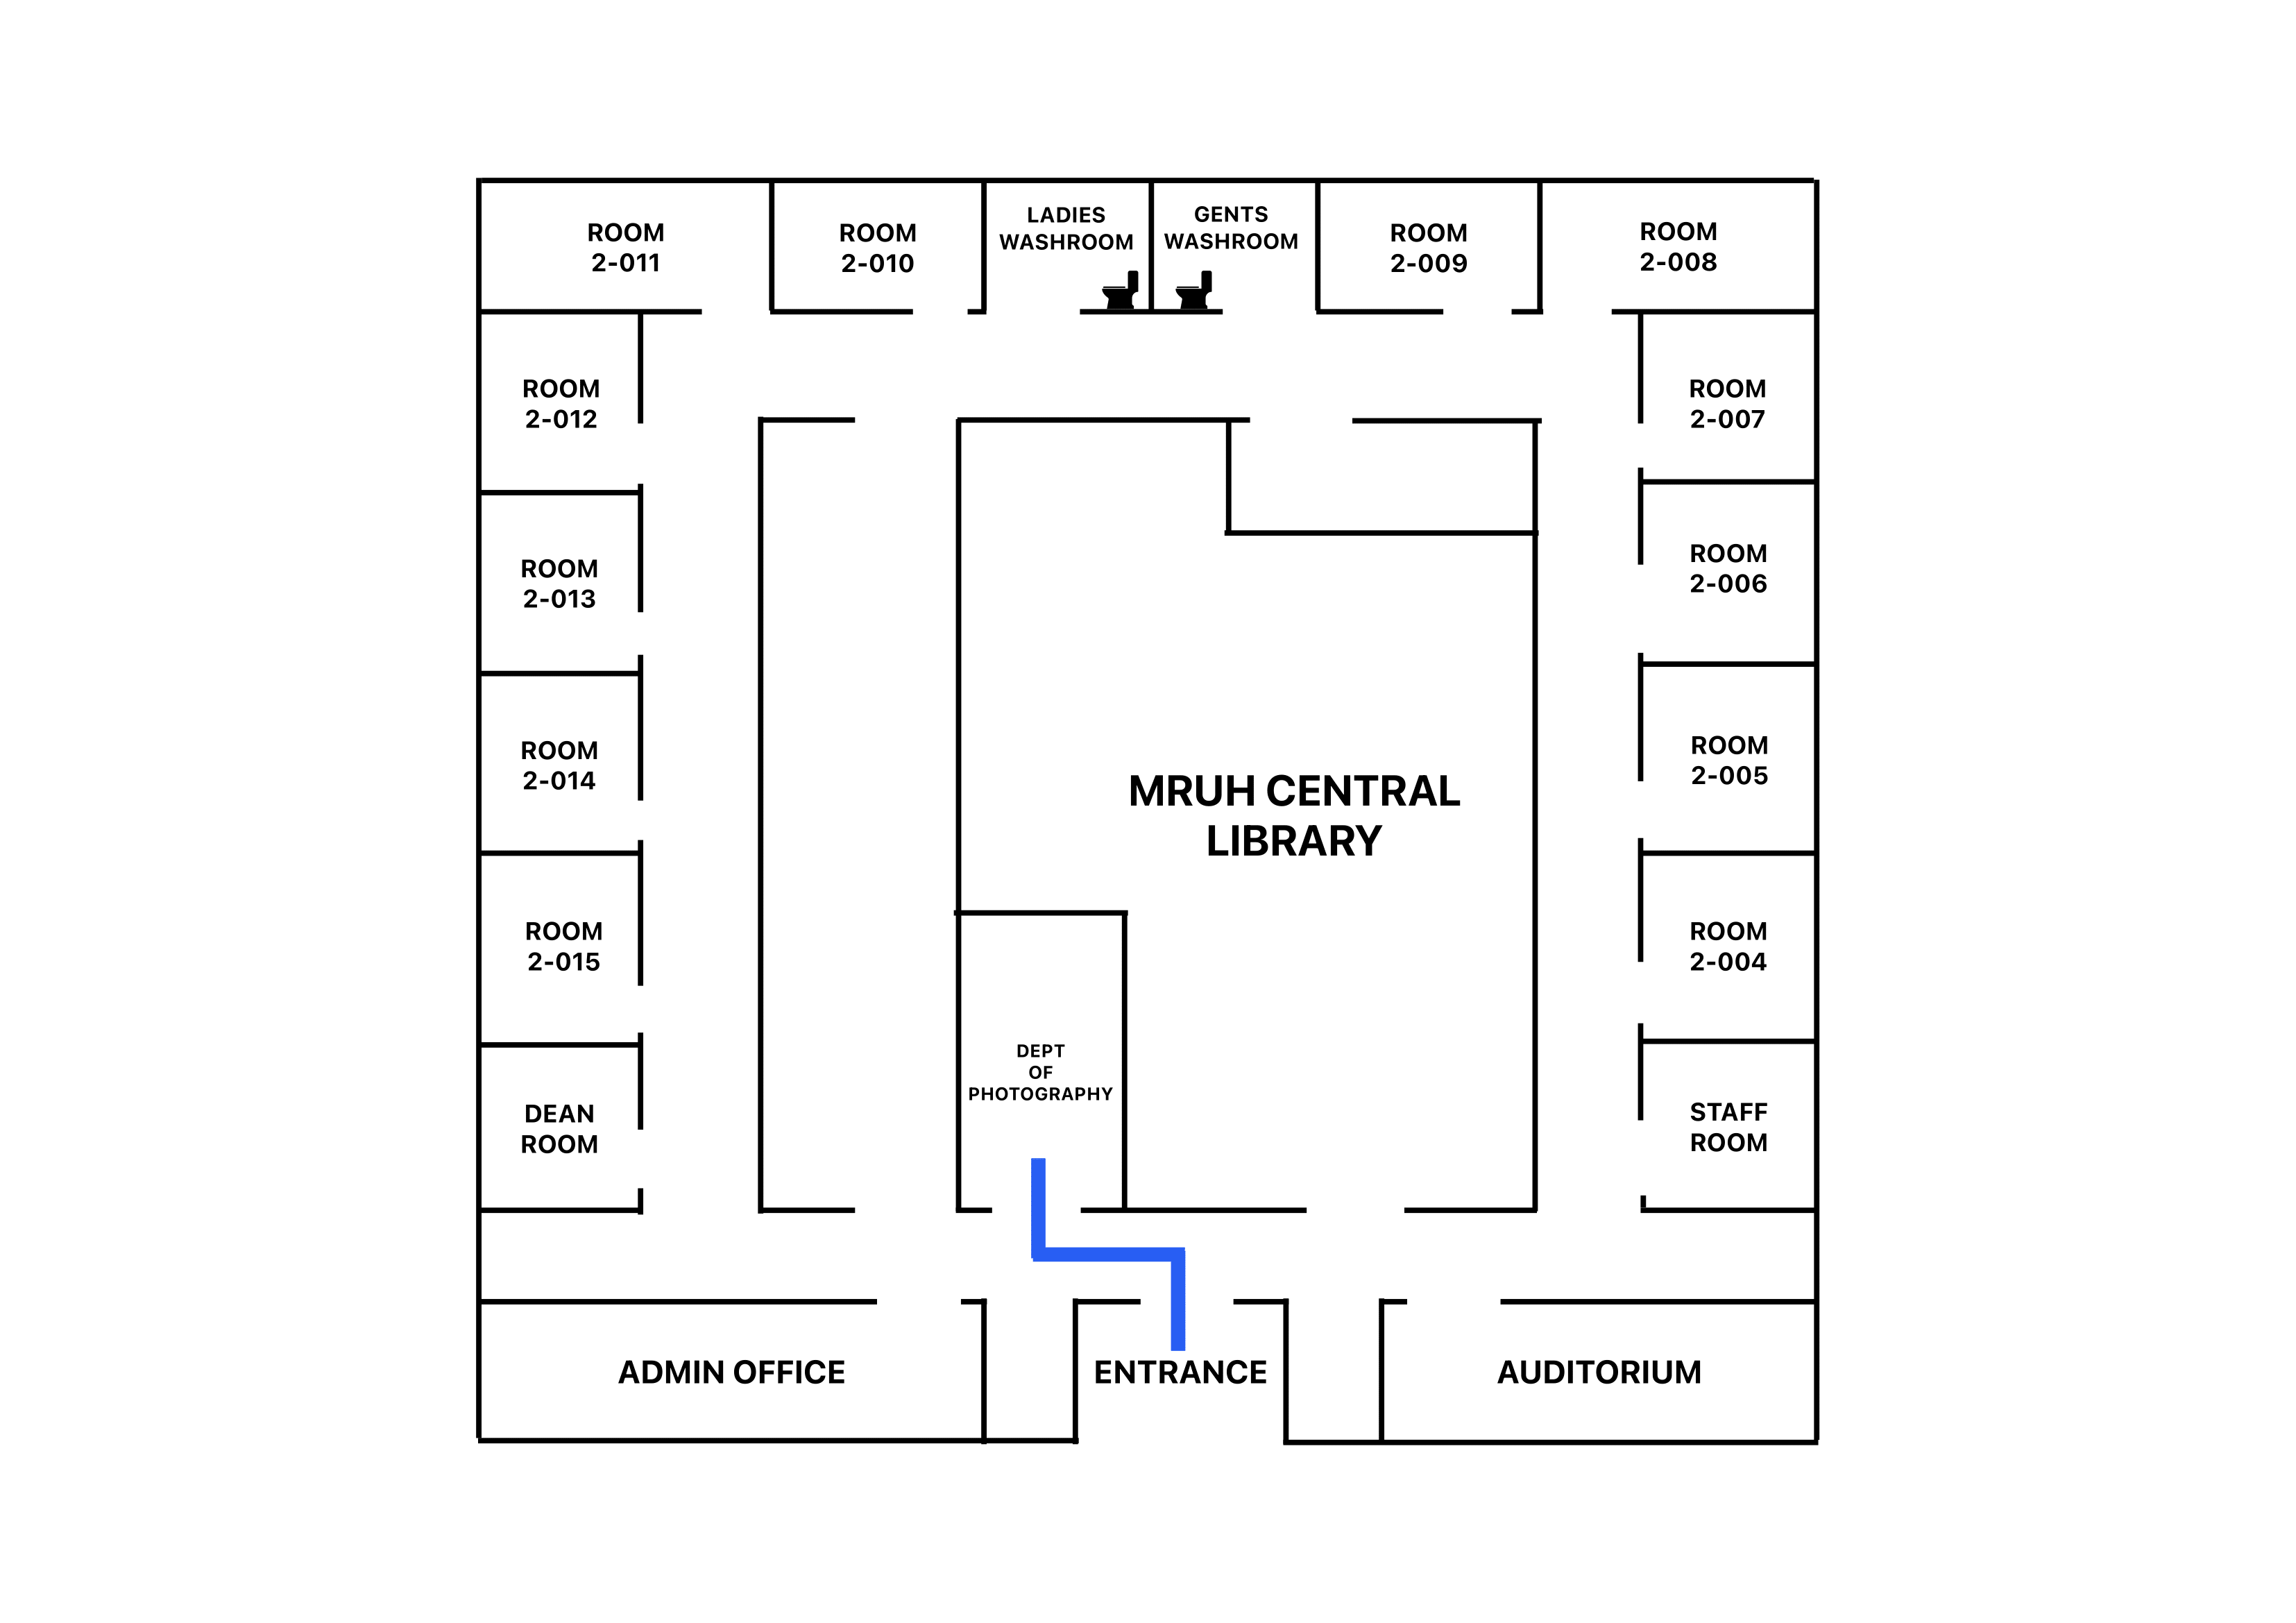 ROOM
2-011
ROOM
2-010
LADIES
WASHROOM
GENTS
WASHROOM
ROOM
2-009
ROOM
2-008
ROOM
2-012
ROOM
2-007
ROOM
2-013
ROOM
2-006
ROOM
2-014
MRUH CENTRAL
LIBRARY
ROOM
2-005
ROOM
2-015
ROOM
2-004
DEPT
OF
PHOTOGRAPHY
DEAN
ROOM
STAFF
ROOM
ADMIN OFFICE
ENTRANCE
AUDITORIUM